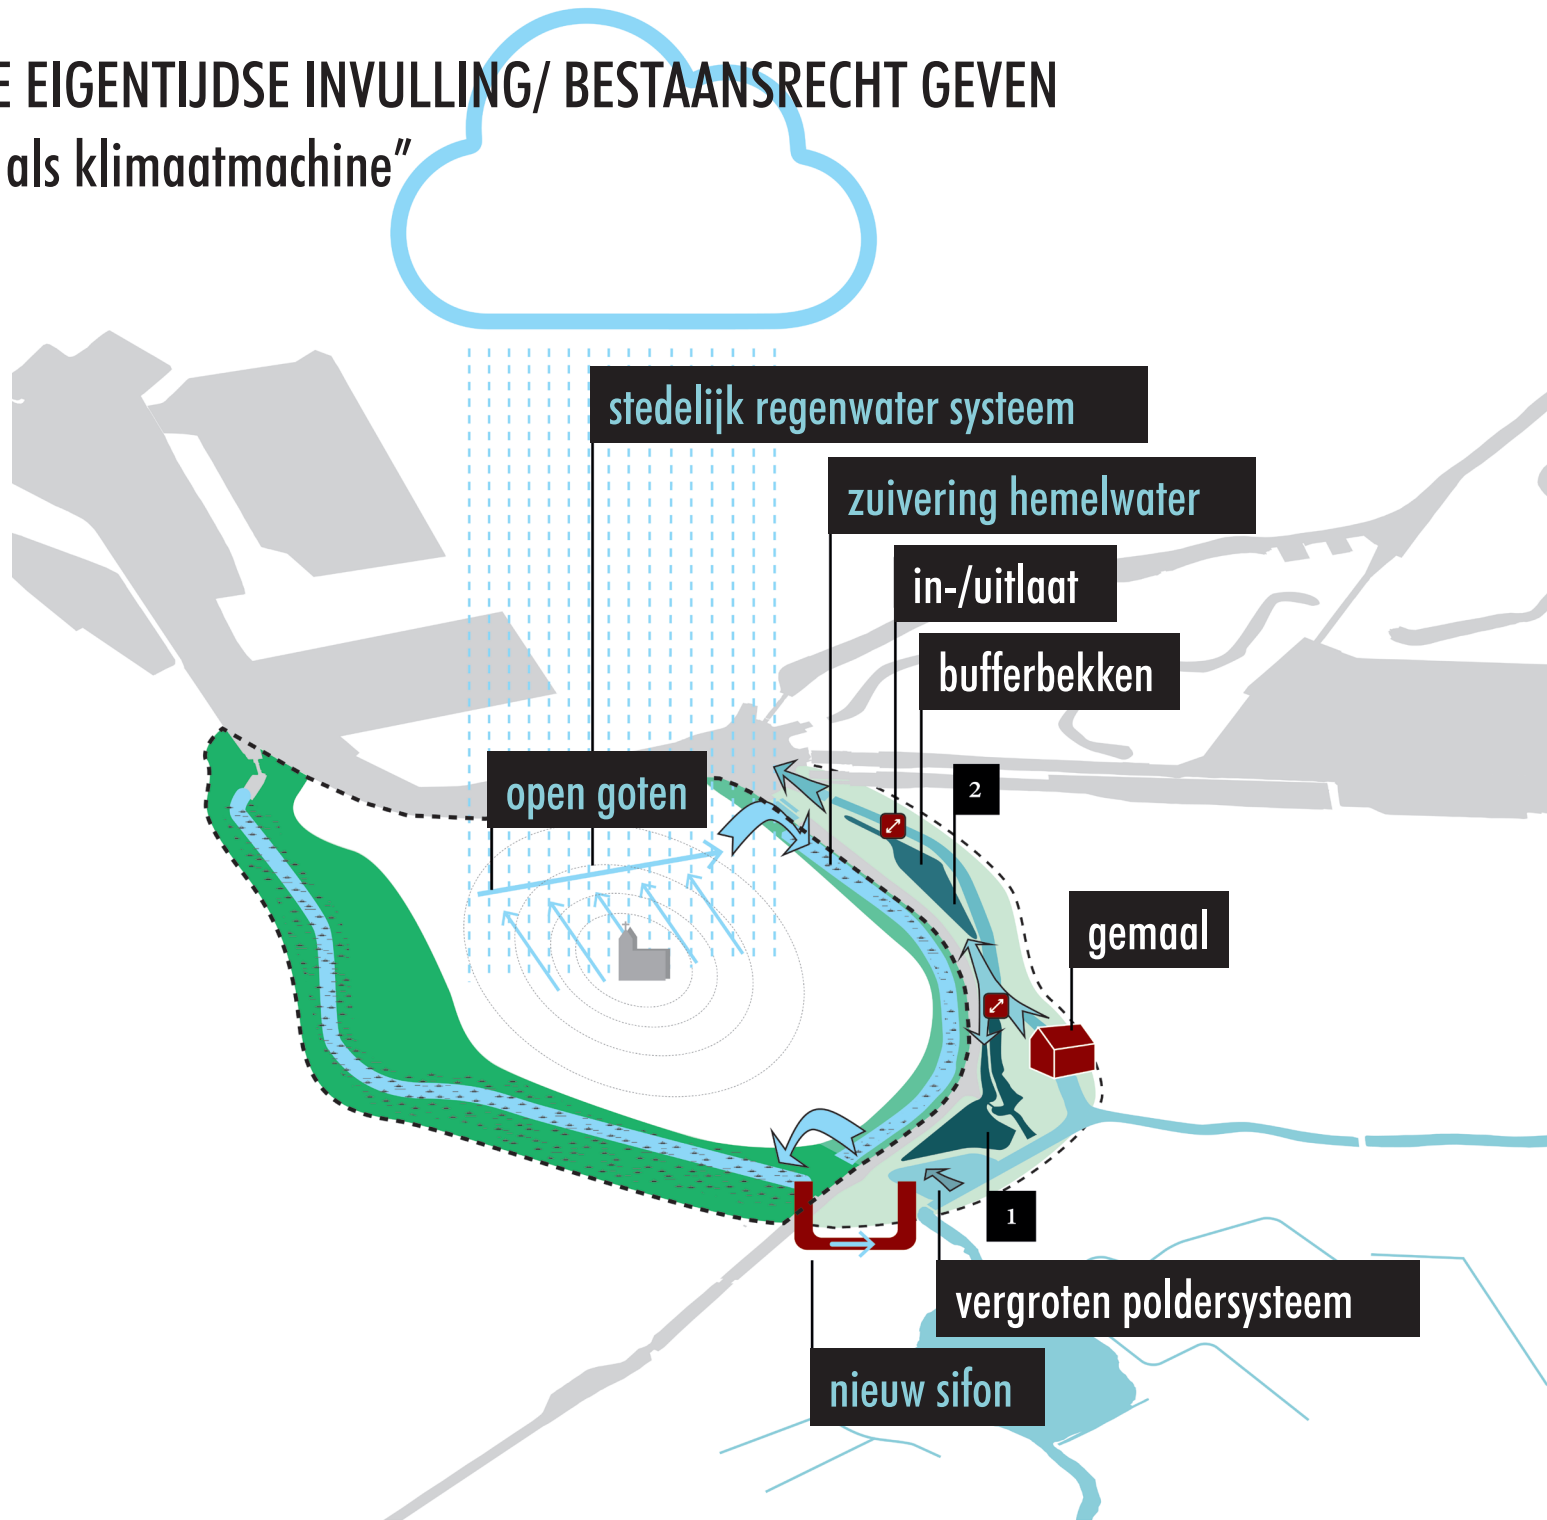 E EIGENTIJDSE INVULLING/ BESTAANSRECHT GEVEN
als klimaatmachine”
stedelijk regenwater systeem
zuivering hemelwater
in-/uitlaat
bufferbekken
open goten
2
gemaal
1
vergroten poldersysteem
nieuw sifon